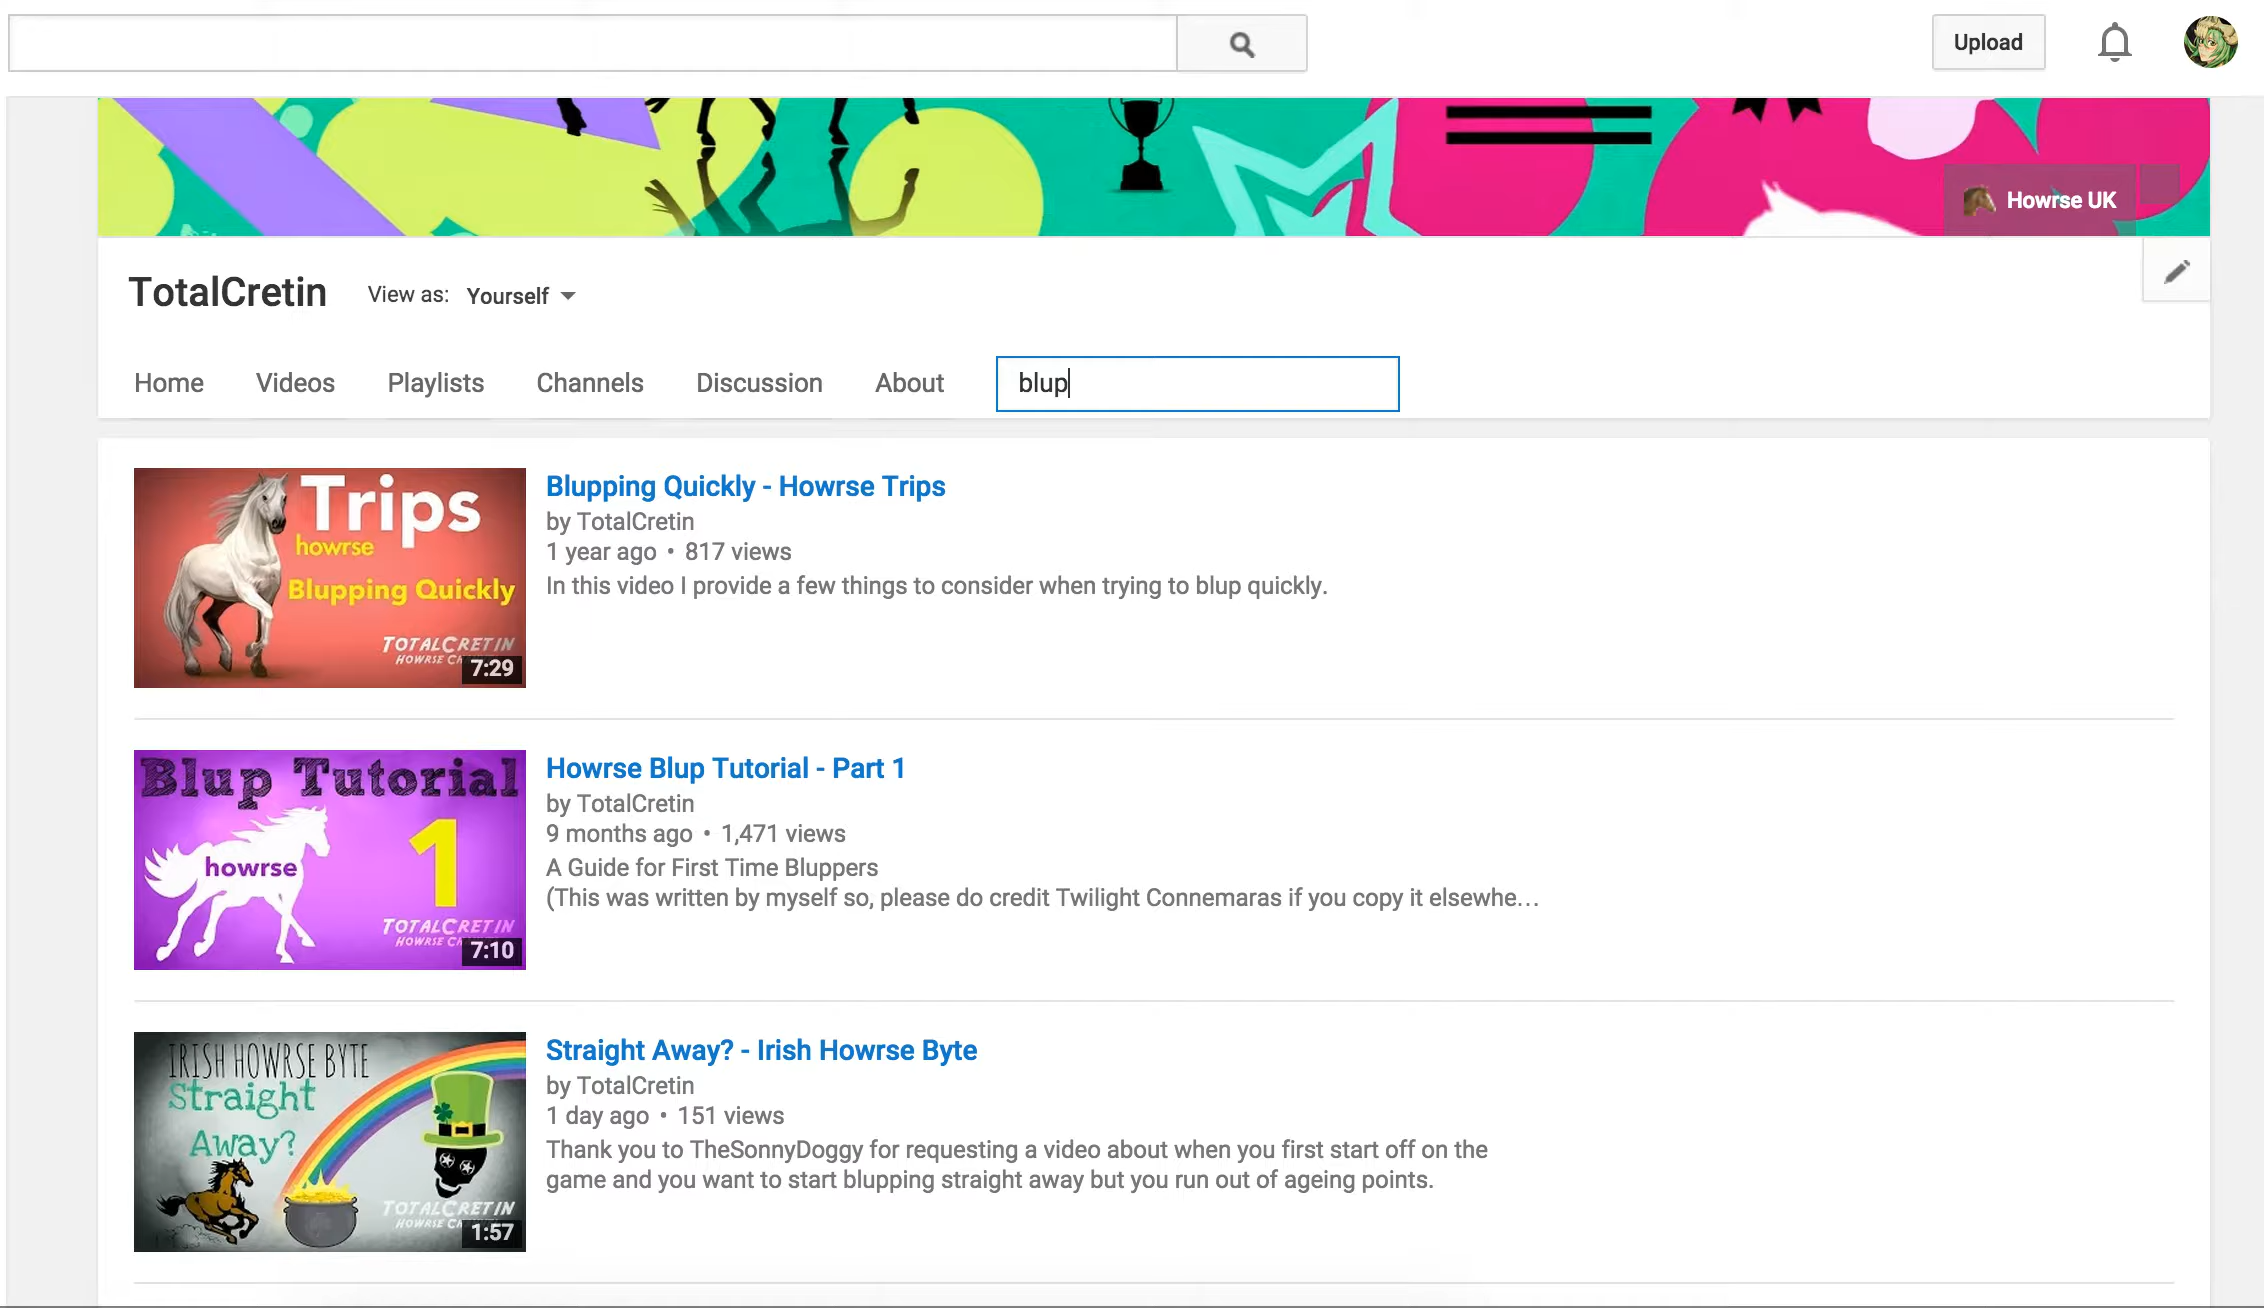 Upload
Howrse UK
TotalCretin View as: Yourself
Home Videos Playlists Channels Discussion About blup
Trips
howrse
Blupping Quickly
TOTALCRETIN
HOWRSE
7:29
Blupping Quickly - Howrse Trips
by TotalCretin
1 year ago • 817 views
In this video I provide a few things to consider when trying to blup quickly.
Blup Tutorial
howrse
1
TOTALCRETIN
HOWRSE
7:10
Howrse Blup Tutorial - Part 1
by TotalCretin
9 months ago • 1,471 views
A Guide for First Time Bluppers
(This was written by myself so, please do credit Twilight Connemaras if you copy it elsewhe...
IRISH HOWRSE BYTE
Straight
Away?
TOTALCRETIN
HOWRSE
1:57
Straight Away? - Irish Howrse Byte
by TotalCretin
1 day ago • 151 views
Thank you to TheSonnyDoggy for requesting a video about when you first start off on the
game and you want to start blupping straight away but you run out of ageing points.